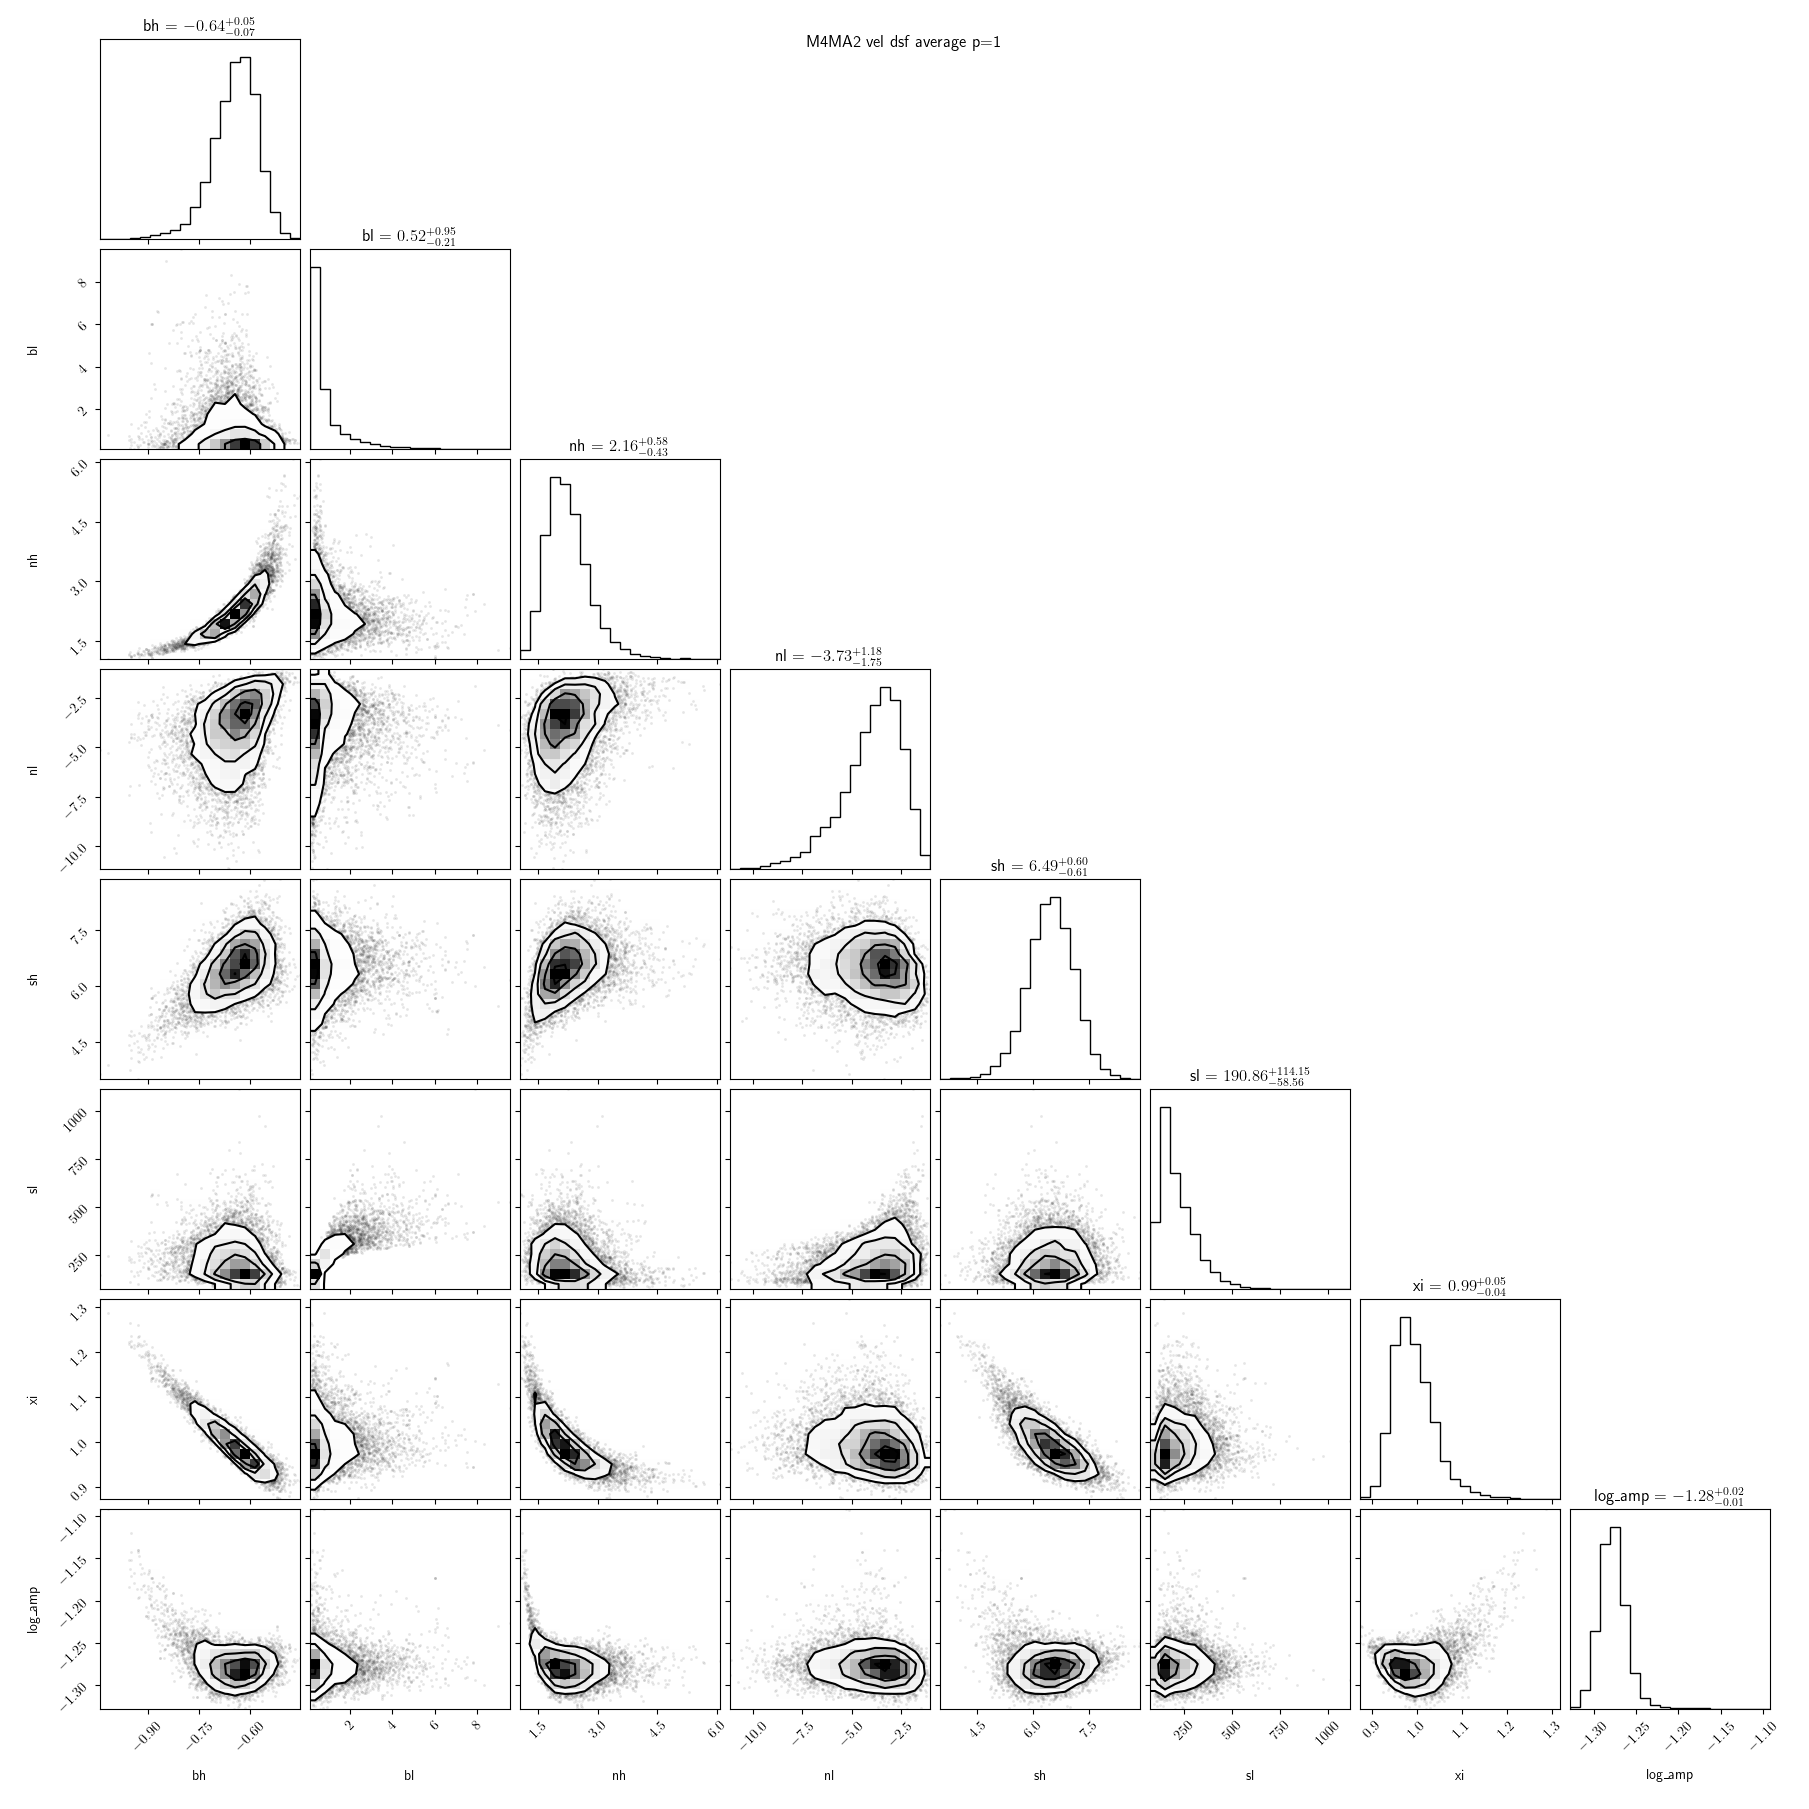 bh = −0.64+0.05−0.07
M4MA2 vel dsf average p=1
bl = 0.52+0.95−0.21
8
6
4
2
bl
nh = 2.16+0.58−0.43
6.0
4.5
3.0
1.5
nh
nl = −3.73+1.18−1.75
−2.5
−5.0
−7.5
−10.0
nl
sh = 6.49+0.60−0.61
7.5
6.0
4.5
sh
sl = 190.86+114.15−58.56
1000
750
500
250
sl
xi = 0.99+0.05−0.04
1.3
1.2
1.1
1.0
0.9
xi
log_amp = −1.28+0.02−0.01
−1.10
−1.15
−1.20
−1.25
−1.30
log_amp
−0.90 −0.75 −0.60 2 4 6 8 1.5 3.0 4.5 6.0 −10.0 −7.5 −5.0 −2.5 4.5 6.0 7.5 250 500 750 1000 0.9 1.0 1.1 1.2 1.3 −1.30 −1.25 −1.20 −1.15 −1.10
bh bl nh nl sh sl xi log_amp